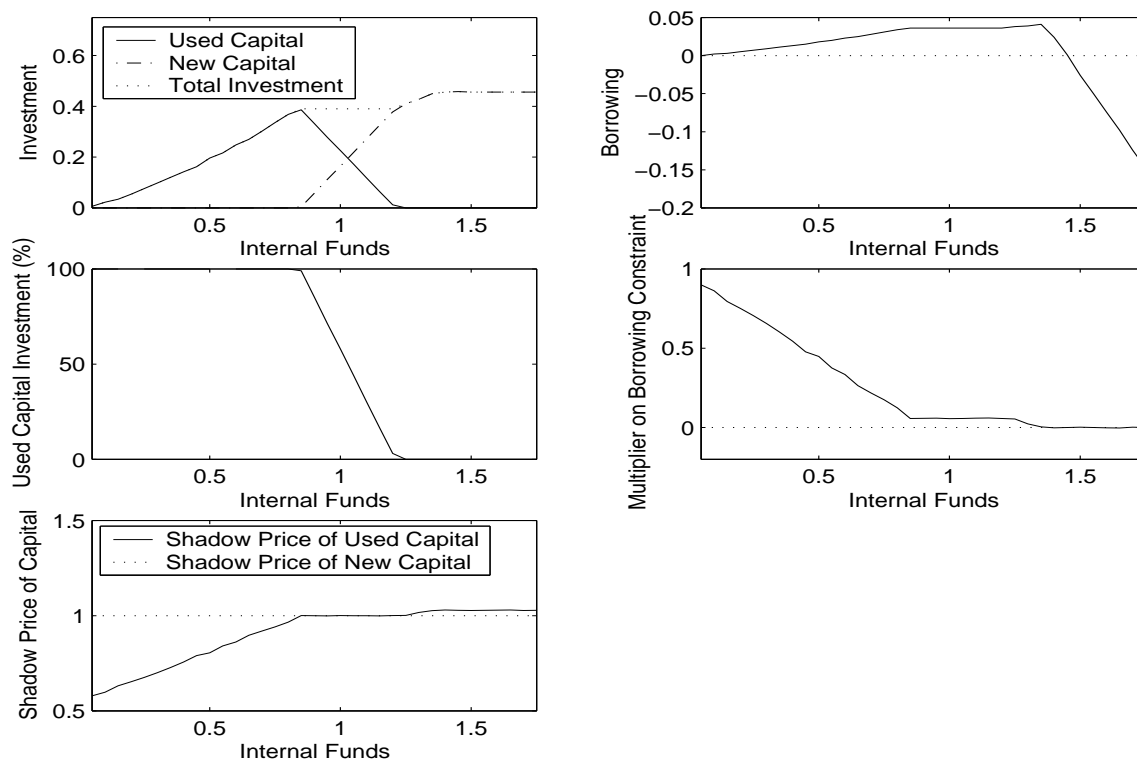 Investment
0.6
0.4
0.2
0
Used Capital
New Capital
Total Investment
0.5
1
1.5
Internal Funds
Borrowing
0.05
0
−0.05
−0.1
−0.15
−0.2
0.5
1
1.5
Internal Funds
Used Capital Investment (%)
100
50
0
0.5
1
1.5
Internal Funds
Multiplier on Borrowing Constraint
1
0.5
0
0.5
1
1.5
Internal Funds
Shadow Price of Capital
1.5
1
0.5
Shadow Price of Used Capital
Shadow Price of New Capital
0.5
1
1.5
Internal Funds